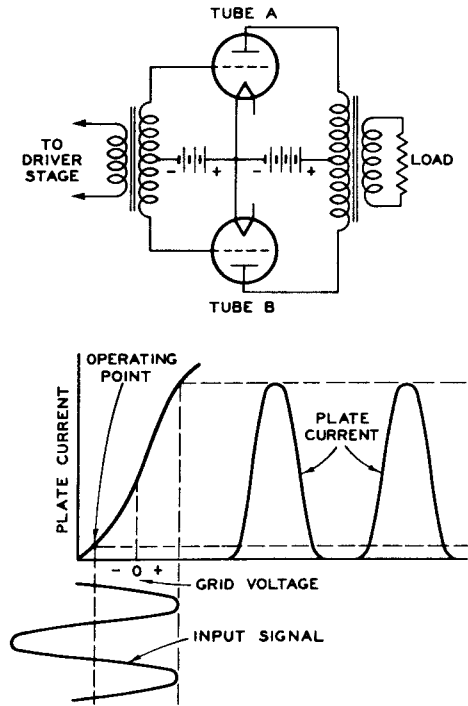 TUBE A
TO
DRIVER
STAGE
- + - +
LOAD
TUBE B
OPERATING
POINT
PLATE CURRENT
PLATE
CURRENT
- 0 +
GRID VOLTAGE
INPUT SIGNAL